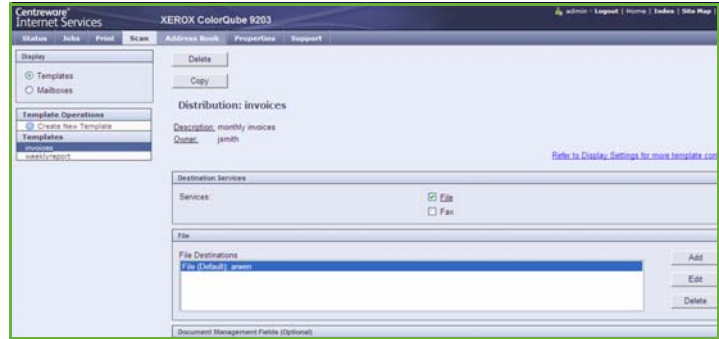 Centreware®
Internet Services
XEROX ColorQube 9203
admin - Logout | Home | Index | Site Map |
Status Jobs Print Scan Address Book Properties Support
Display
Templates
Mailboxes
Template Operations
Create New Template
Templates
invoices
weeklyreport
Delete
Copy
Distribution: invoices
Description: monthly invoices
Owner: jsmith
Refer to Display Settings for more template con
Destination Services
Services: File
Fax
File
File Destinations
File (Default): arwen
Add
Edit
Delete
Document Management Fields (Optional)